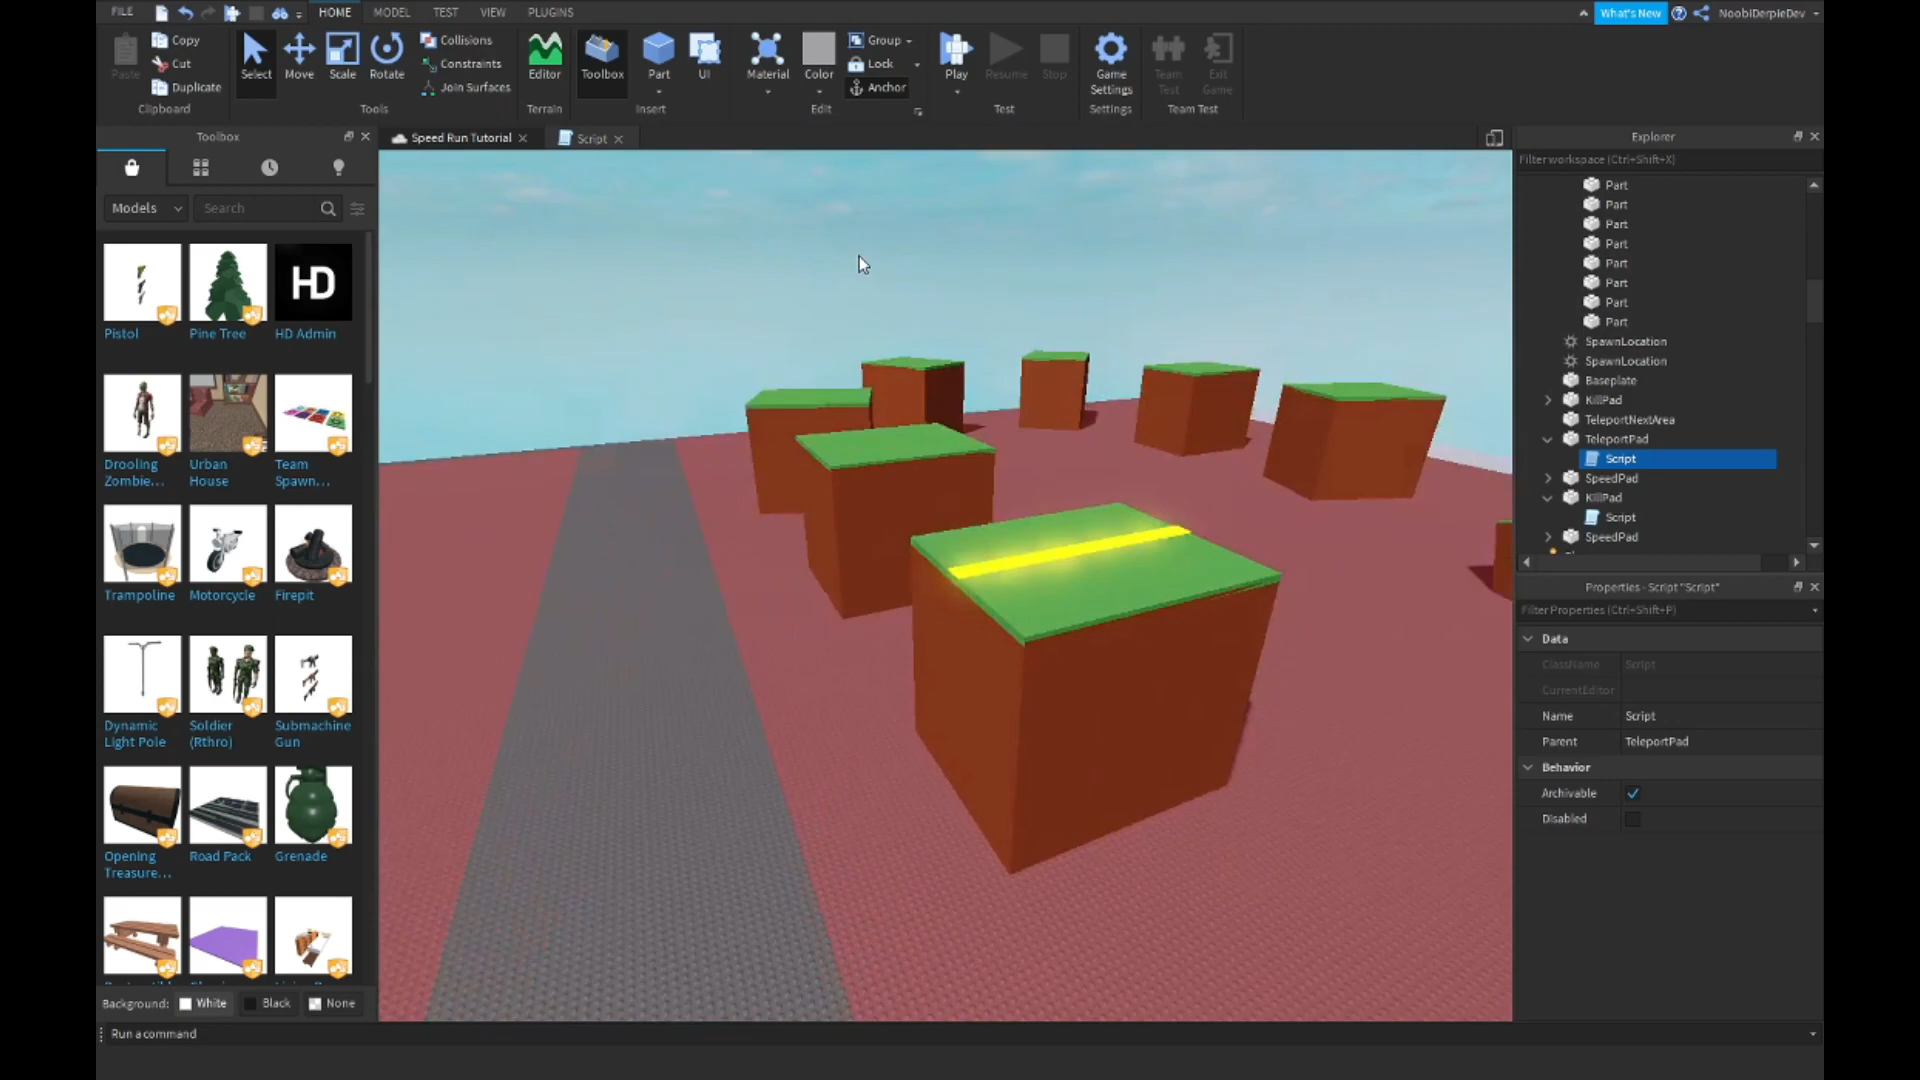 FILE HOME MODEL TEST VIEW PLUGINS What's New NoobiDerpieDev
Copy
Cut
Duplicate
Paste
Clipboard
Select Move Scale Rotate
Collisions
Constraints
Join Surfaces
Tools
Editor
Terrain
Toolbox Part UI
Insert
Material Color
Group
Lock
Anchor
Edit
Play Resume Stop
Test
Game Settings
Settings
Team Test Exit Game
Team Test
Toolbox
Speed Run Tutorial Script
Models Search
Pistol Pine Tree HD Admin
HD
Drooling Zombie... Urban House Team Spawn...
Trampoline Motorcycle Firepit
Dynamic Light Pole Soldier (Rthro) Submachine Gun
Opening Treasure... Road Pack Grenade
Background: White Black None
Run a command
Explorer
Filter workspace (Ctrl+Shift+X)
Part
Part
Part
Part
Part
Part
Part
Part
SpawnLocation
SpawnLocation
Baseplate
KillPad
TeleportNextArea
TeleportPad
Script
SpeedPad
KillPad
Script
SpeedPad
Properties - Script "Script"
Filter Properties (Ctrl+Shift+P)
Data
ClassName Script
CurrentEditor
Name Script
Parent TeleportPad
Behavior
Archivable
Disabled